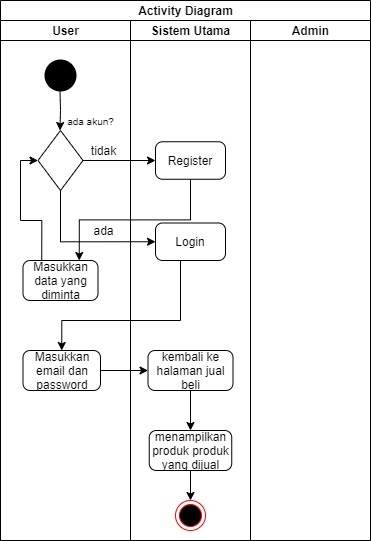 Activity Diagram
User
Sistem Utama
Admin
ada akun?
tidak
Register
ada
Login
Masukkan
data yang
diminta
Masukkan
email dan
password
kembali ke
halaman jual
beli
menampilkan
produk produk
yang dijual